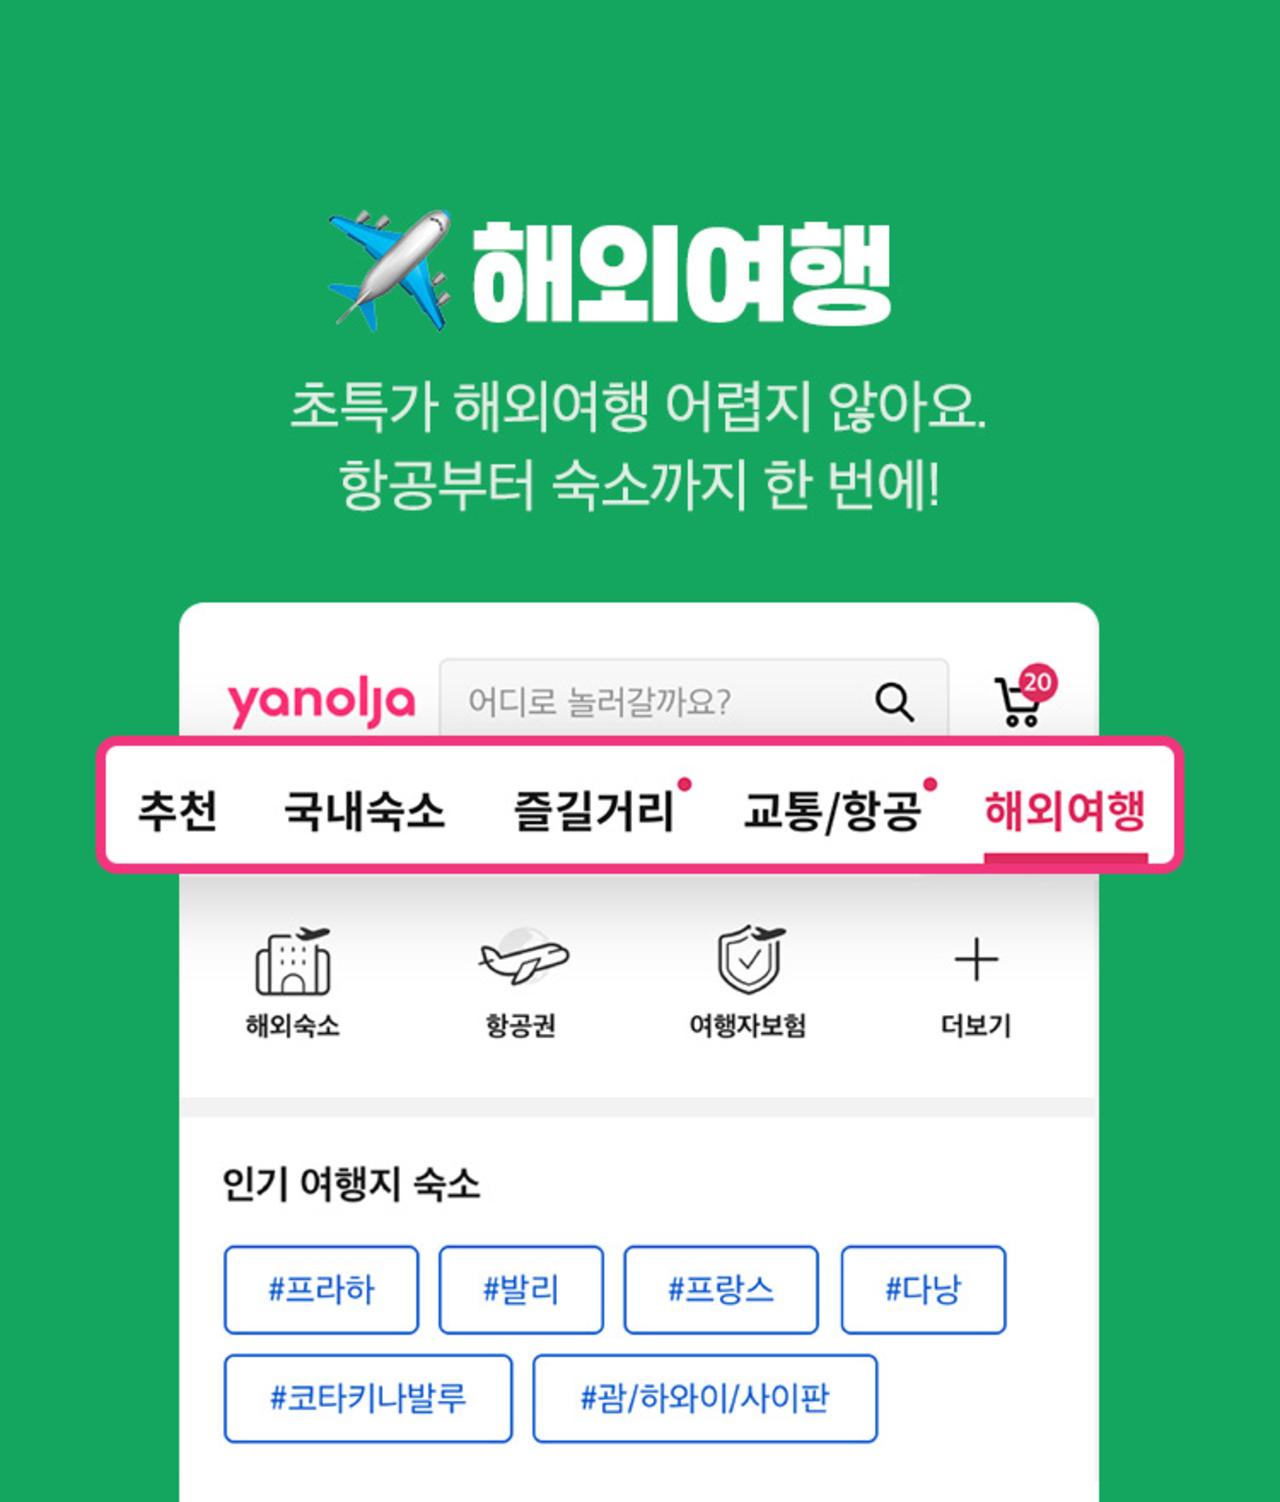 해외여행
초특가 해외여행 어렵지 않아요.
항공부터 숙소까지 한 번에!
yanolja 어디로 놀러갈까요? 20
추천 국내숙소 즐길거리 교통/항공 해외여행
해외숙소 항공권 여행자보험 더보기
인기 여행지 숙소
#프라하 #발리 #프랑스 #다낭
#코타키나발루 #괌/하와이/사이판